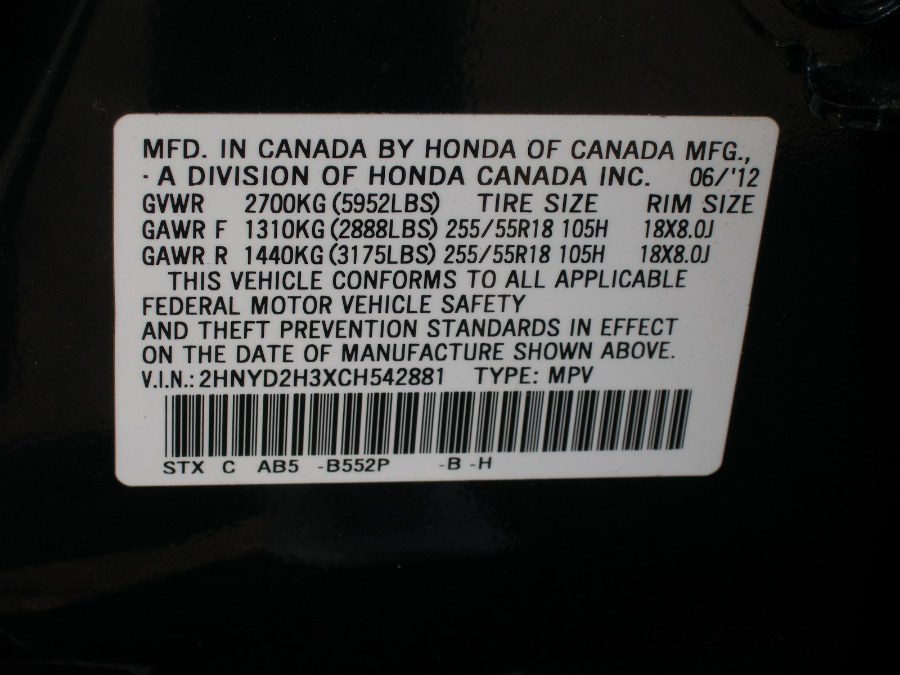 MFD. IN CANADA BY HONDA OF CANADA MFG.,
· A DIVISION OF HONDA CANADA INC. 06/'12
GVWR 2700KG (5952LBS) TIRE SIZE RIM SIZE
GAWR F 1310KG (2888LBS) 255/55R18 105H 18X8.0J
GAWR R 1440KG (3175LBS) 255/55R18 105H 18X8.0J
THIS VEHICLE CONFORMS TO ALL APPLICABLE
FEDERAL MOTOR VEHICLE SAFETY
AND THEFT PREVENTION STANDARDS IN EFFECT
ON THE DATE OF MANUFACTURE SHOWN ABOVE.
V.I.N.: 2HNYD2H3XCH542881 TYPE: MPV
STX C AB5 -B552P -B -H